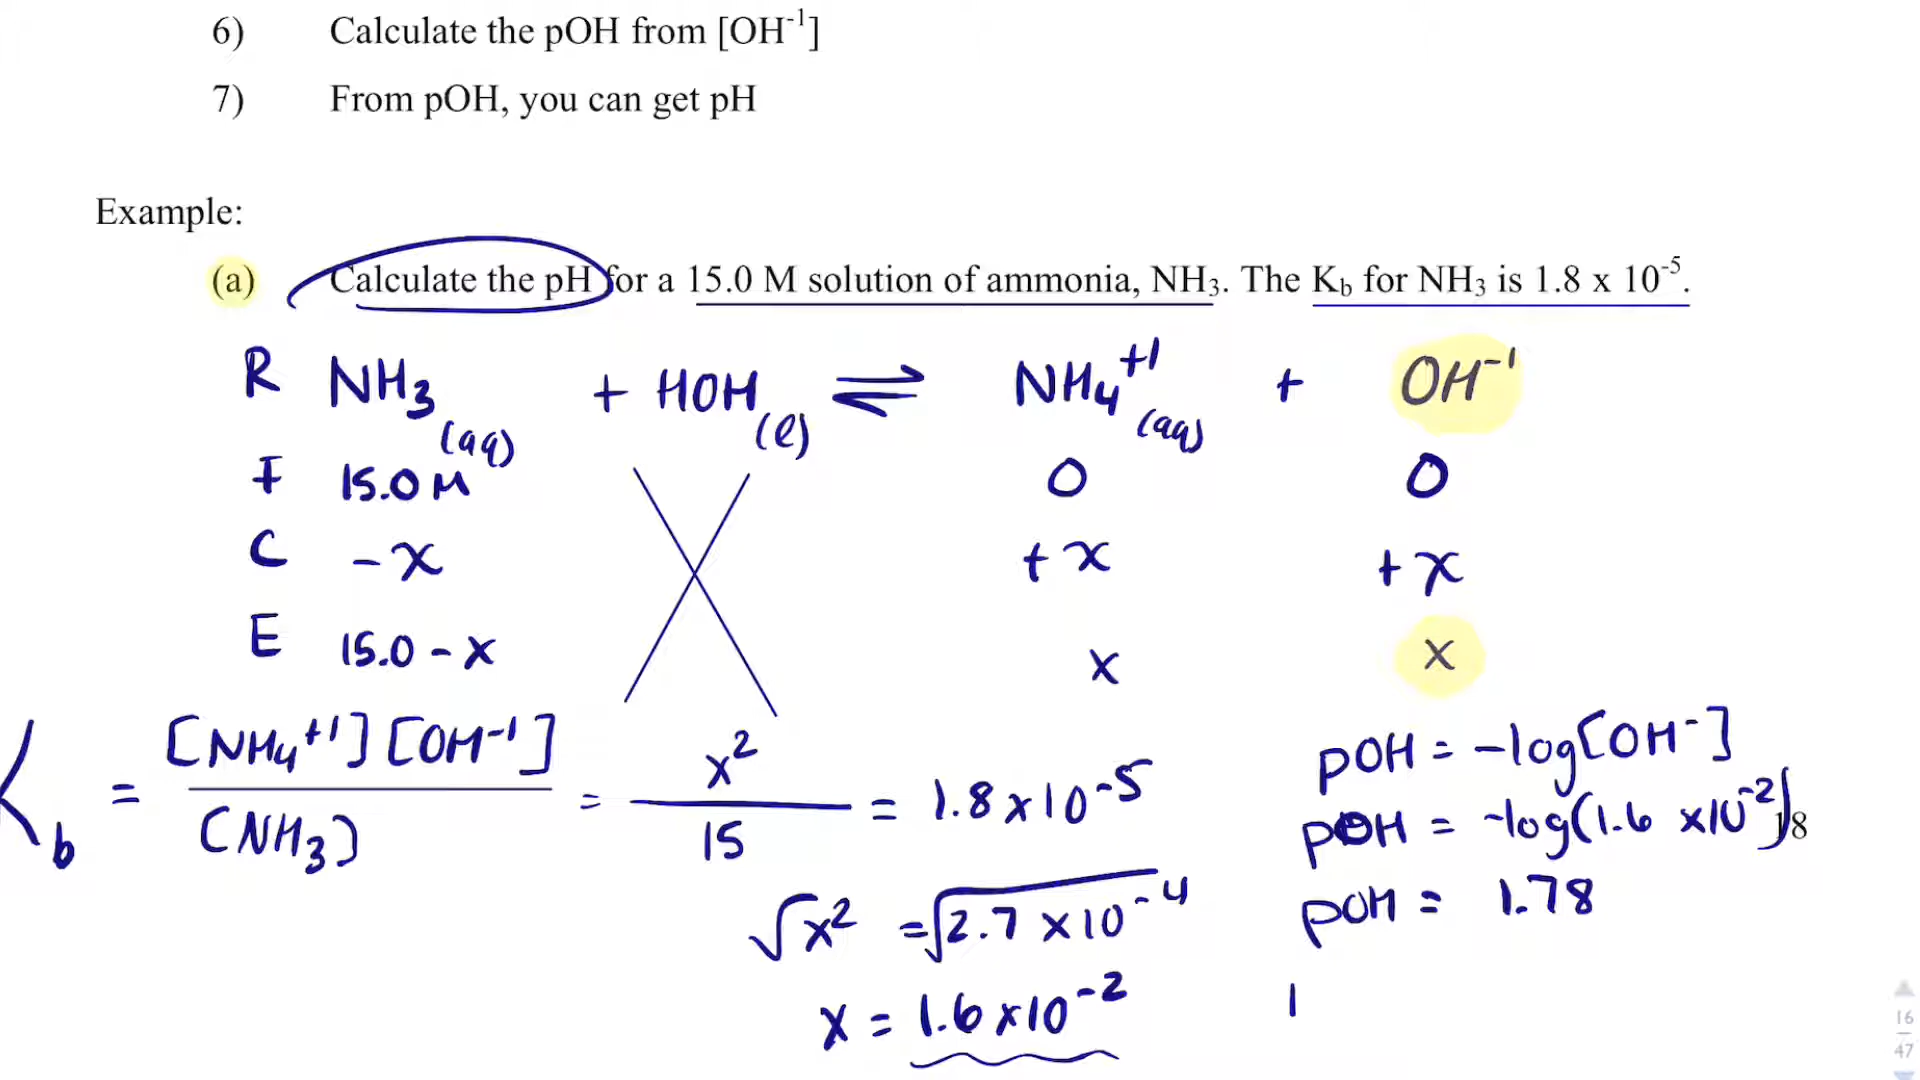 6) Calculate the pOH from [OH⁻¹]
7) From pOH, you can get pH
Example:
(a) Calculate the pH for a 15.0 M solution of ammonia, NH₃. The K_b for NH₃ is 1.8 x 10⁻⁵.
R NH₃(aq) + HOH(l) ⇌ NH₄⁺¹(aq) + OH⁻¹
I 15.0 M 0 0
C -x +x +x
E 15.0 - x x x
K_b = [NH₄⁺¹][OH⁻¹] / (NH₃) = x² / 15 = 1.8 x 10⁻⁵
√x² = √2.7 x 10⁻⁴
x = 1.6 x 10⁻²
pOH = -log[OH⁻]
pOH = -log(1.6 x 10⁻²)
18
pOH = 1.78
16
47